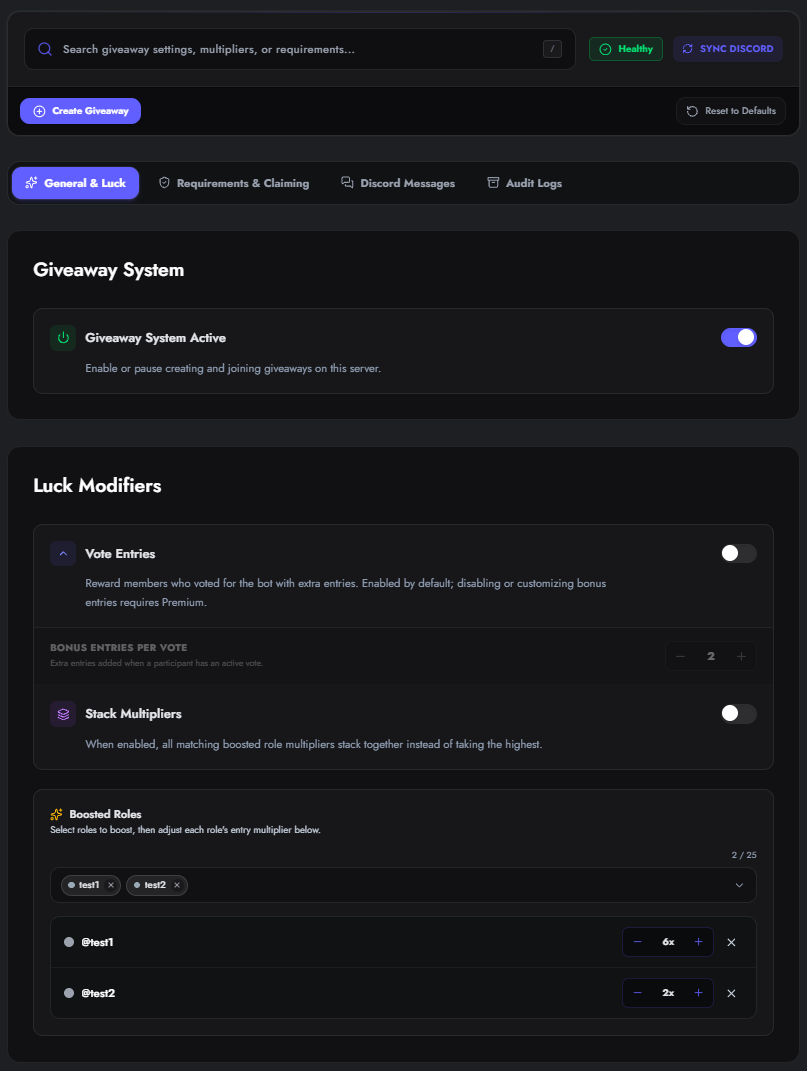 Search giveaway settings, multipliers, or requirements...
/
Healthy
SYNC DISCORD
Create Giveaway
Reset to Defaults
General & Luck
Requirements & Claiming
Discord Messages
Audit Logs
Giveaway System
Giveaway System Active
Enable or pause creating and joining giveaways on this server.
Luck Modifiers
Vote Entries
Reward members who voted for the bot with extra entries. Enabled by default; disabling or customizing bonus
entries requires Premium.
BONUS ENTRIES PER VOTE
Extra entries added when a participant has an active vote.
− 2 +
Stack Multipliers
When enabled, all matching boosted role multipliers stack together instead of taking the highest.
Boosted Roles
Select roles to boost, then adjust each role's entry multiplier below.
2 / 25
test1 ×
test2 ×
@test1
− 6x + ×
@test2
− 2x + ×